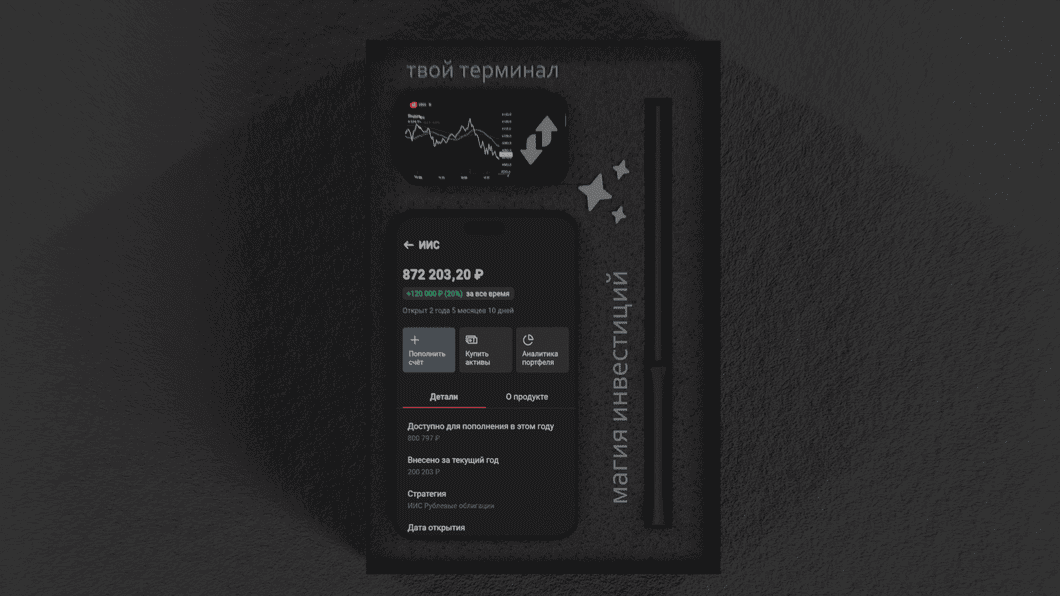 твой терминал
ИИС
872 203,20 ₽
+120 000 ₽ (20%) за все время
Открыт 2 года 5 месяцев 10 дней
Пополнить
счёт
Купить
активы
Аналитика
портфеля
Детали
О продукте
Доступно для пополнения в этом году
800 797 ₽
Внесено за текущий год
200 203 ₽
Стратегия
ИИС Рублевые облигации
Дата открытия
магия инвестиций